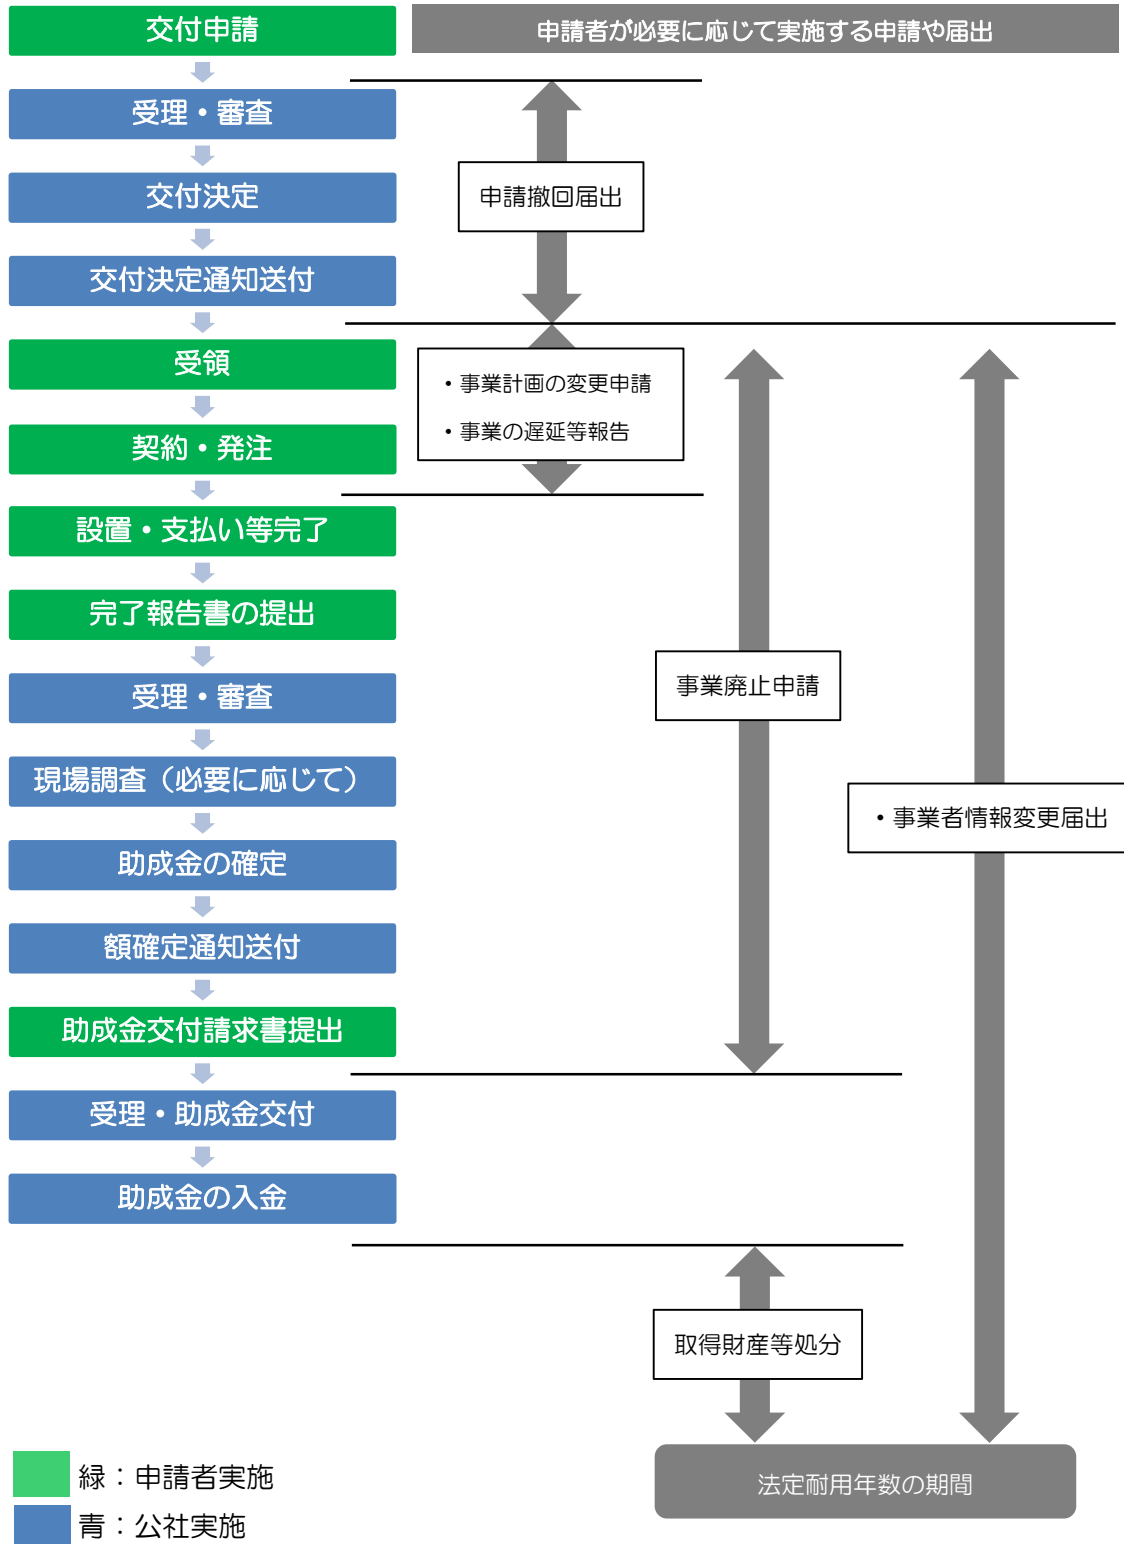 交付申請
申請者が必要に応じて実施する申請や届出
受理・審査
交付決定
申請撤回届出
交付決定通知送付
受領
・事業計画の変更申請
・事業の遅延等報告
契約・発注
設置・支払い等完了
完了報告書の提出
受理・審査
事業廃止申請
現場調査（必要に応じて）
・事業者情報変更届出
助成金の確定
額確定通知送付
助成金交付請求書提出
受理・助成金交付
助成金の入金
取得財産等処分
法定耐用年数の期間
緑：申請者実施
青：公社実施